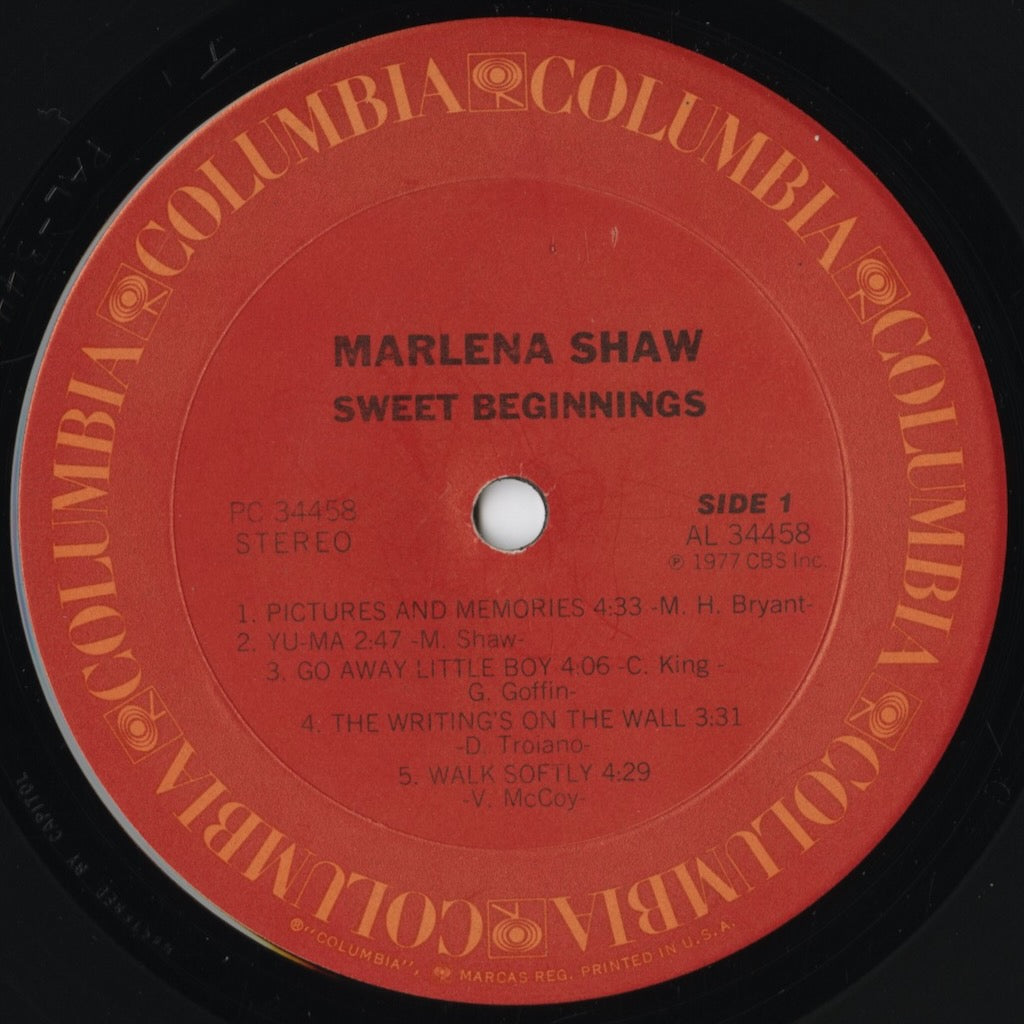 COLUMBIA COLUMBIA COLUMBIA COLUMBIA COLUMBIA COLUMBIA
MARLENA SHAW
SWEET BEGINNINGS
PC 34458
STEREO
SIDE 1
AL 34458
℗ 1977 CBS Inc.
1. PICTURES AND MEMORIES 4:33 -M. H. Bryant-
2. YU-MA 2:47 -M. Shaw-
3. GO AWAY LITTLE BOY 4:06 -C. King -
G. Goffin-
4. THE WRITING'S ON THE WALL 3:31
-D. Troiano-
5. WALK SOFTLY 4:29
-V. McCoy-
®"COLUMBIA", MARCAS REG. PRINTED IN U.S.A.
MASTERED BY CAPITOL